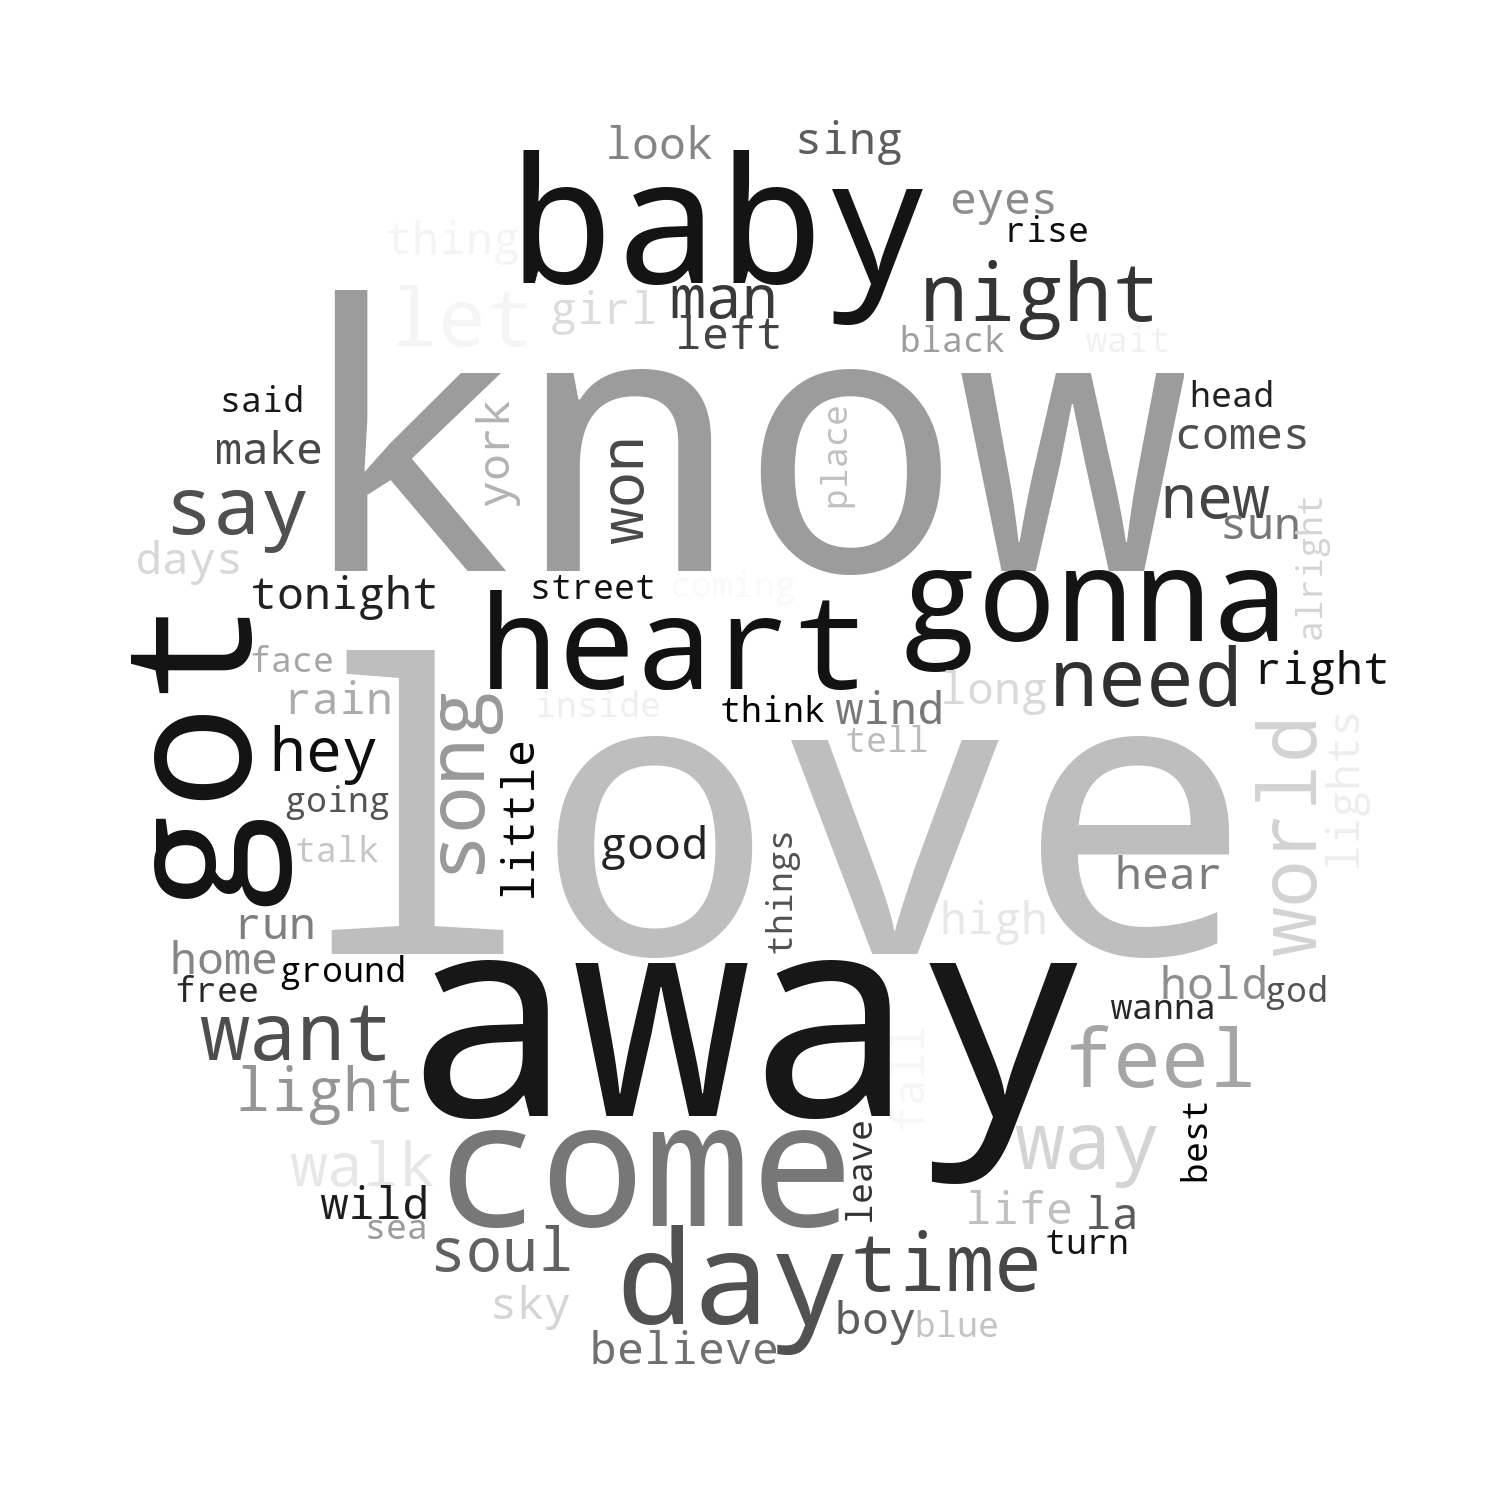 look
sing
baby
eyes
rise
thing
night
let
girl
man
left
black
wait
know
said
head
make
york
won
place
comes
say
new
sun
days
alright
tonight
street
coming
gonna
heart
got
face
love
need
right
rain
song
inside
think
wind
long
tell
hey
little
world
lights
going
good
things
talk
hear
run
high
home
ground
free
away
hold
god
wanna
want
feel
light
fall
come
leave
way
best
walk
wild
sea
life
la
soul
day
time
turn
sky
boy
blue
believe